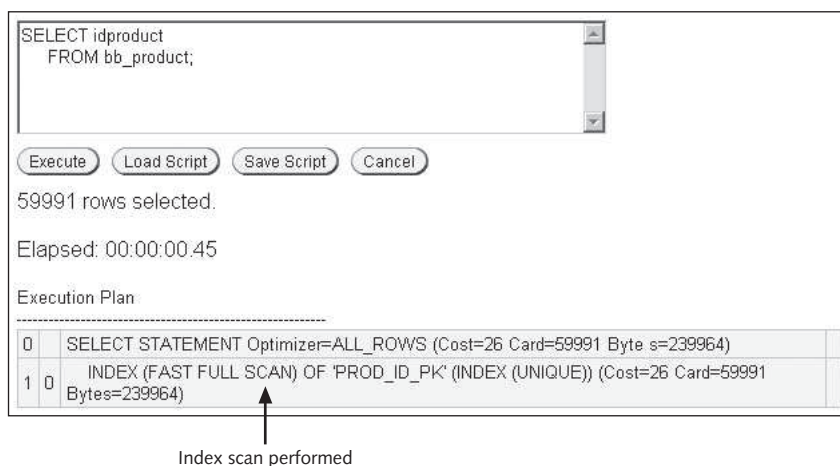 SELECT idproduct
FROM bb_product;
Execute Load Script Save Script Cancel
59991 rows selected.
Elapsed: 00:00:00.45
Execution Plan
----------------------------------------------------------
0 SELECT STATEMENT Optimizer=ALL_ROWS (Cost=26 Card=59991 Byte s=239964)
1 0 INDEX (FAST FULL SCAN) OF 'PROD_ID_PK' (INDEX (UNIQUE)) (Cost=26 Card=59991
Bytes=239964)
Index scan performed